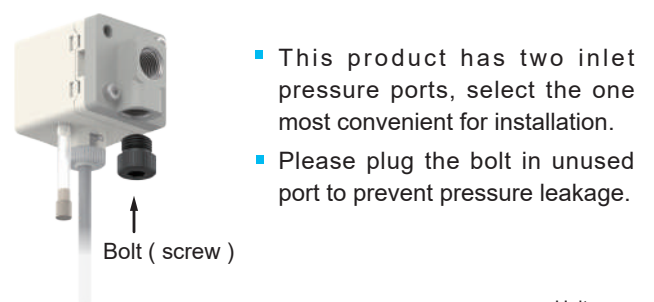 This product has two inlet
pressure ports, select the one
most convenient for installation.
Please plug the bolt in unused
port to prevent pressure leakage.
Bolt ( screw )